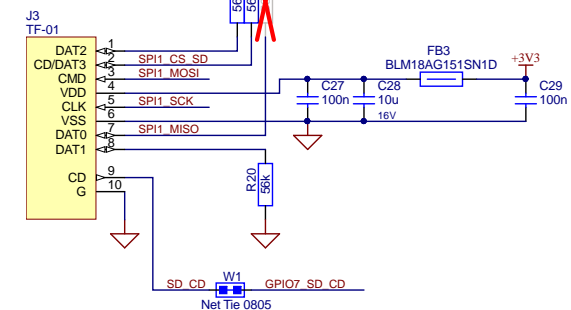 56
56
J3
TF-01
DAT2 1
CD/DAT3 2 SPI1_CS_SD
CMD 3 SPI1_MOSI
VDD 4
CLK 5 SPI1_SCK
VSS 6
DAT0 7 SPI1_MISO
DAT1 8
CD 9
G 10
FB3
BLM18AG151SN1D
+3V3
C27
100n
C28
10u
16V
C29
100n
R20
56k
SD_CD
W1
GPIO7_SD_CD
Net Tie 0805